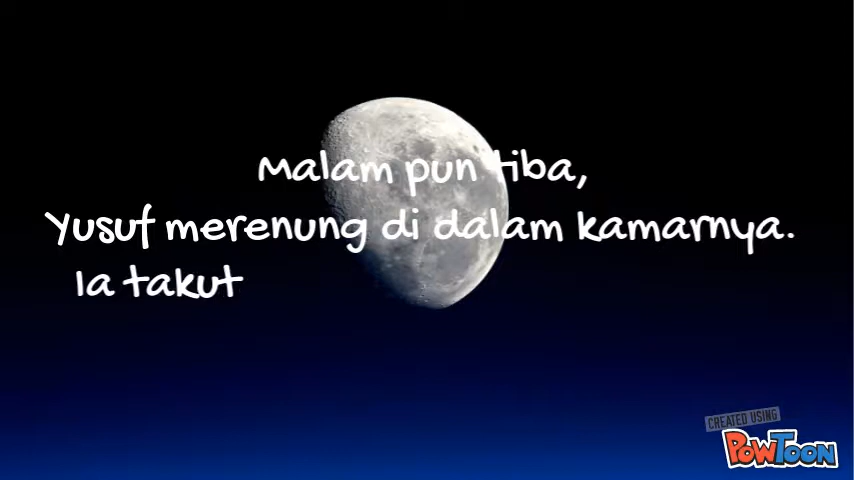 Malam pun tiba,
Yusuf merenung di dalam kamarnya.
Ia takut
CREATED USING
POWTOON